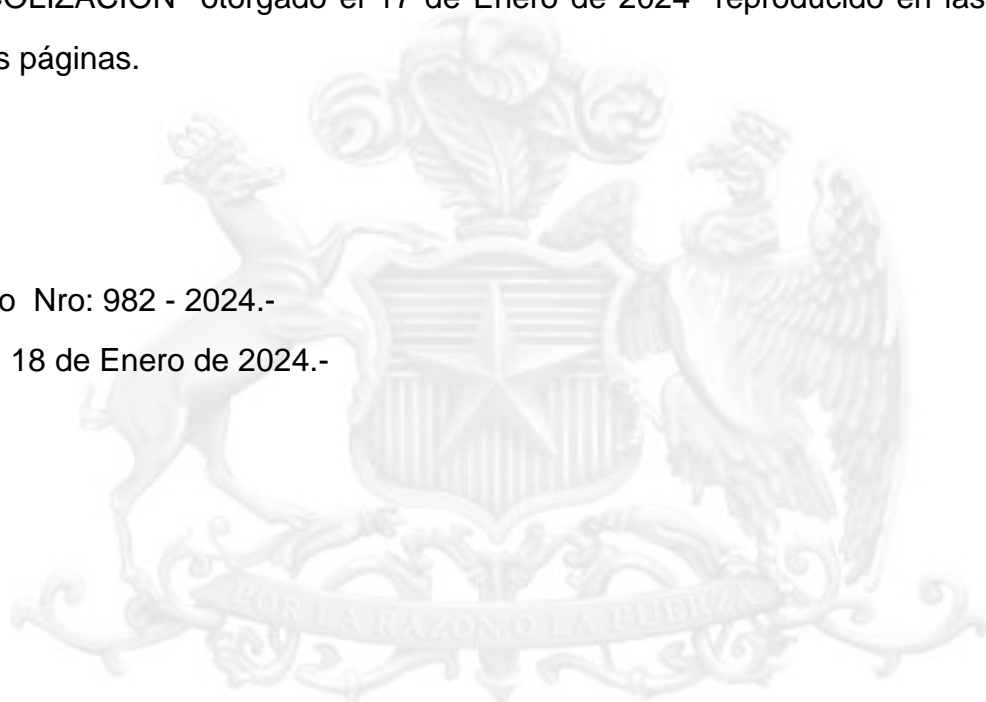 COLIZACION" otorgado el 17 de Enero de 2024 reproducido en las
s páginas.
o Nro: 982 - 2024.-
18 de Enero de 2024.-
POR LA RAZON O LA FUERZA